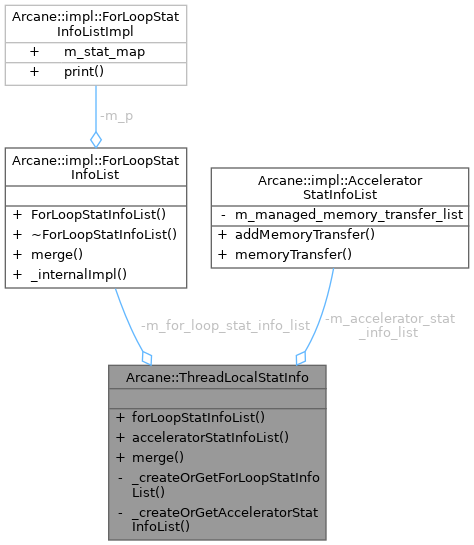 Arcane::impl::ForLoopStat
InfoListImpl
+ m_stat_map
+ print()
-m_p
Arcane::impl::ForLoopStat
InfoList
+ ForLoopStatInfoList()
+ ~ForLoopStatInfoList()
+ merge()
+ _internalImpl()
Arcane::impl::Accelerator
StatInfoList
- m_managed_memory_transfer_list
+ addMemoryTransfer()
+ memoryTransfer()
-m_for_loop_stat_info_list
-m_accelerator_stat
_info_list
Arcane::ThreadLocalStatInfo
+ forLoopStatInfoList()
+ acceleratorStatInfoList()
+ merge()
- _createOrGetForLoopStatInfo
List()
- _createOrGetAcceleratorStat
InfoList()